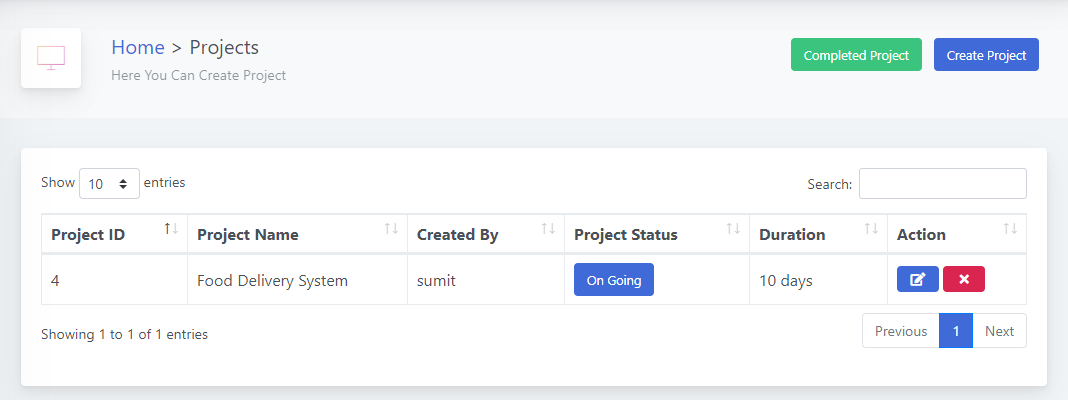 Home > Projects
Here You Can Create Project
Completed Project
Create Project
Show 10 entries
Search:
Project ID Project Name Created By Project Status Duration Action
4 Food Delivery System sumit On Going 10 days
Showing 1 to 1 of 1 entries
Previous 1 Next